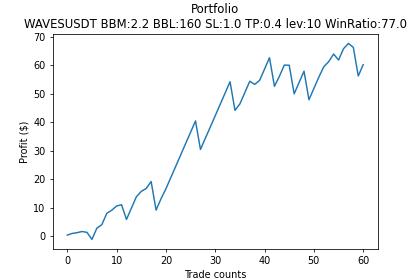 Portfolio
WAVESUSDT BBM:2.2 BBL:160 SL:1.0 TP:0.4 lev:10 WinRatio:77.0
70
60
50
40
30
20
10
0
Profit ($)
0 10 20 30 40 50 60
Trade counts